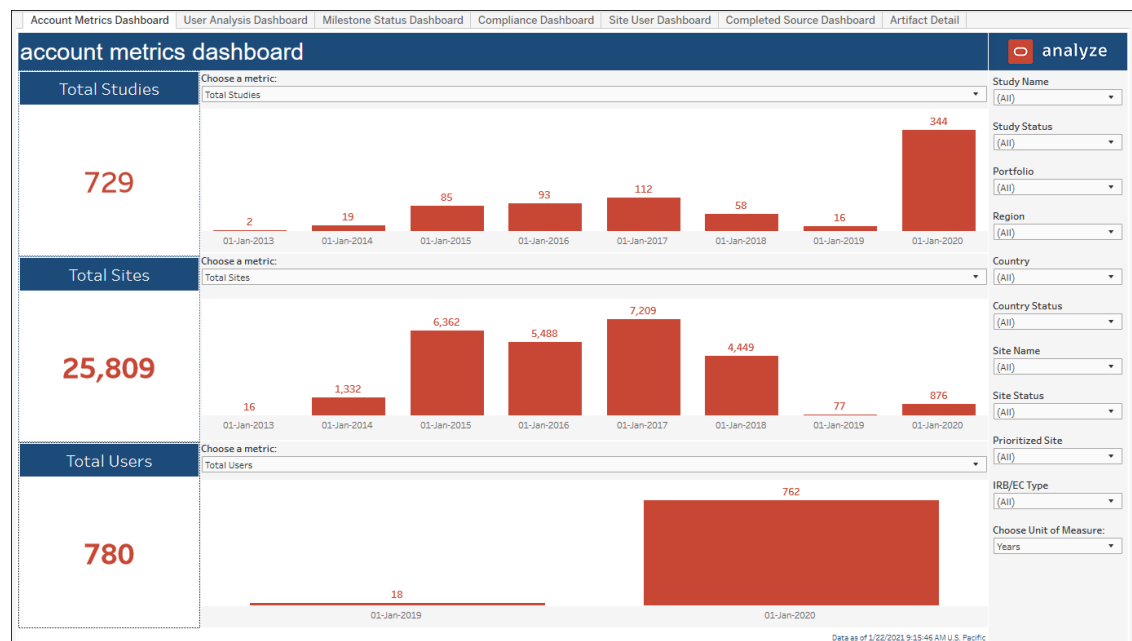 Account Metrics Dashboard User Analysis Dashboard Milestone Status Dashboard Compliance Dashboard Site User Dashboard Completed Source Dashboard Artifact Detail
account metrics dashboard
analyze
Total Studies
729
Choose a metric:
Total Studies
2 19 85 93 112 58 16 344
01-Jan-2013 01-Jan-2014 01-Jan-2015 01-Jan-2016 01-Jan-2017 01-Jan-2018 01-Jan-2019 01-Jan-2020
Total Sites
25,809
Choose a metric:
Total Sites
16 1,332 6,362 5,488 7,209 4,449 77 876
01-Jan-2013 01-Jan-2014 01-Jan-2015 01-Jan-2016 01-Jan-2017 01-Jan-2018 01-Jan-2019 01-Jan-2020
Total Users
780
Choose a metric:
Total Users
18 762
01-Jan-2019 01-Jan-2020
Data as of 1/22/2021 9:15:46 AM U.S. Pacific
Study Name
(All)
Study Status
(All)
Portfolio
(All)
Region
(All)
Country
(All)
Country Status
(All)
Site Name
(All)
Site Status
(All)
Prioritized Site
(All)
IRB/EC Type
(All)
Choose Unit of Measure:
Years